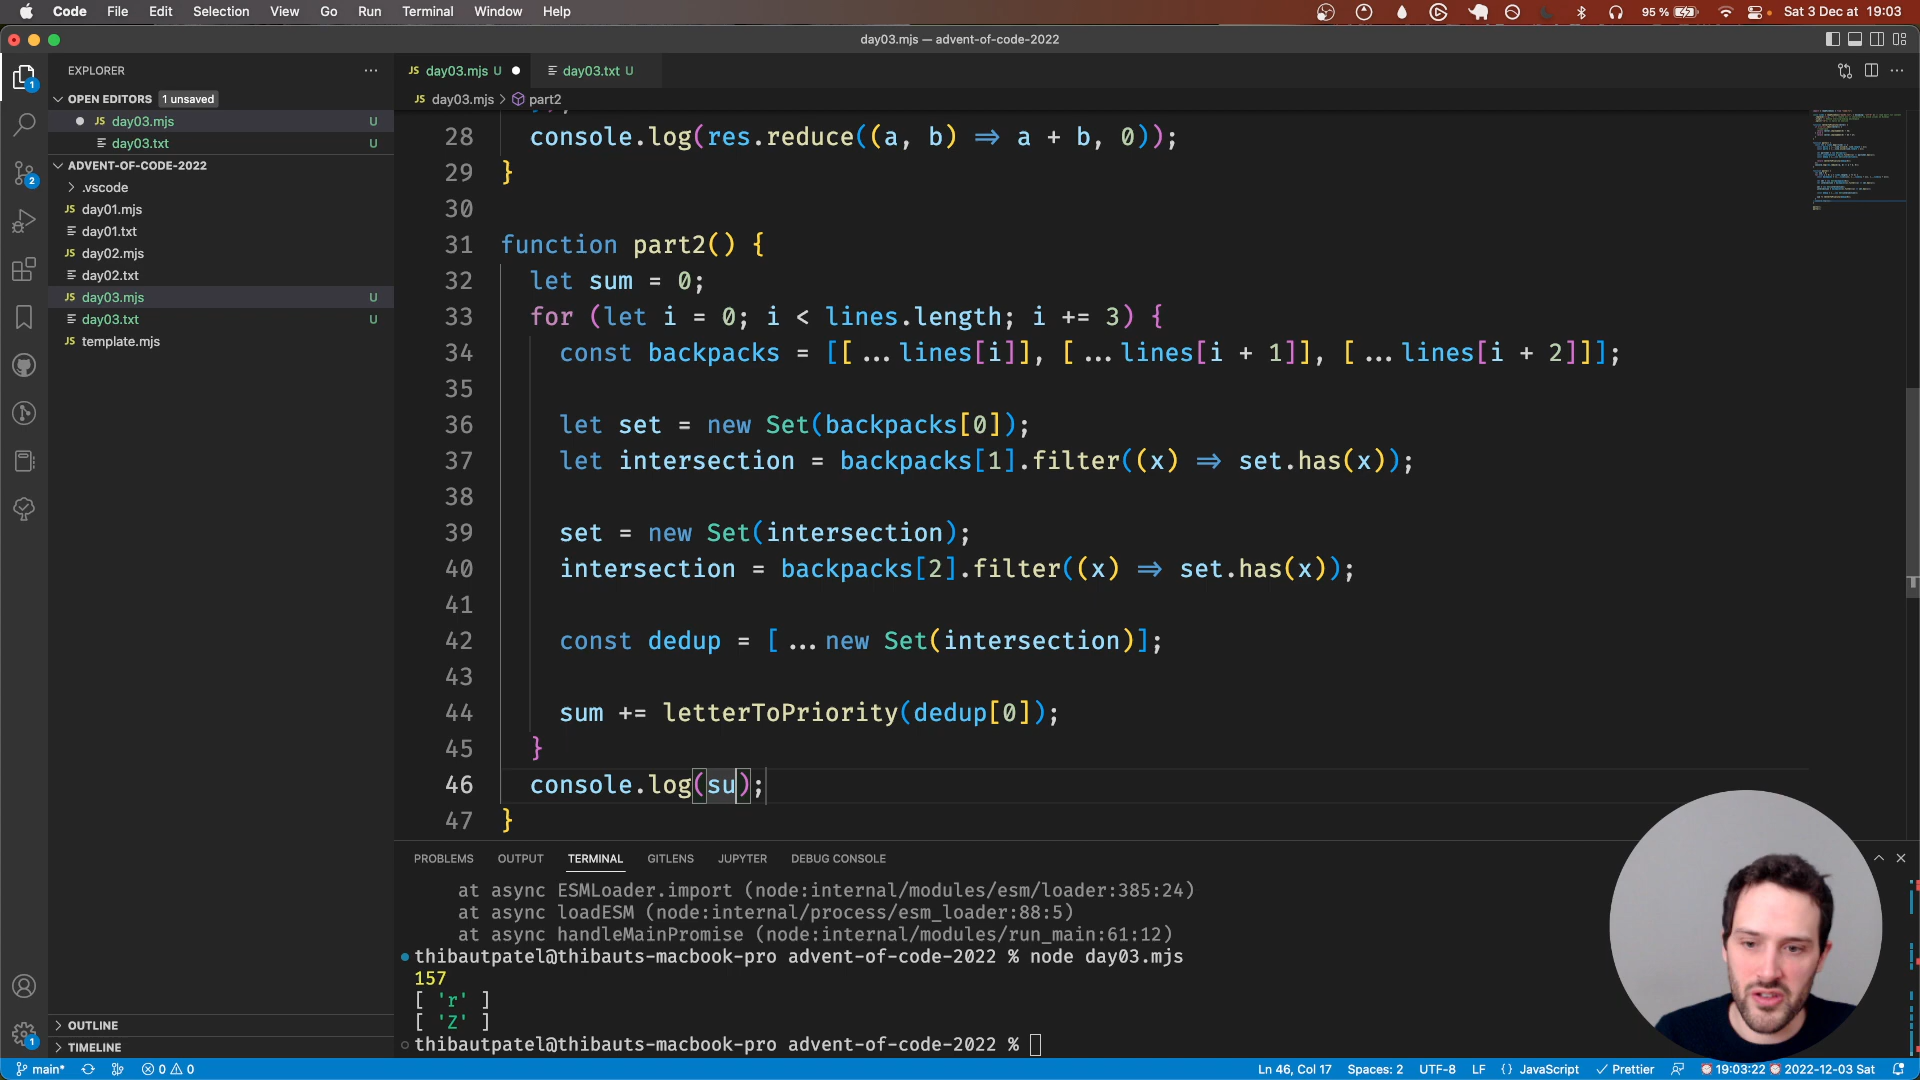 Code File Edit Selection View Go Run Terminal Window Help
95 % Sat 3 Dec at 19:03
day03.mjs — advent-of-code-2022
EXPLORER
OPEN EDITORS 1 unsaved
JS day03.mjs U
day03.txt U
ADVENT-OF-CODE-2022
.vscode
JS day01.mjs
day01.txt
JS day02.mjs
day02.txt
JS day03.mjs U
day03.txt U
JS template.mjs
OUTLINE
TIMELINE
JS day03.mjs U
day03.txt U
JS day03.mjs > part2
28 console.log(res.reduce((a, b) ⇒ a + b, 0));
29 }
30
31 function part2() {
32 let sum = 0;
33 for (let i = 0; i < lines.length; i += 3) {
34 const backpacks = [[...lines[i]], [...lines[i + 1]], [...lines[i + 2]]];
35
36 let set = new Set(backpacks[0]);
37 let intersection = backpacks[1].filter((x) ⇒ set.has(x));
38
39 set = new Set(intersection);
40 intersection = backpacks[2].filter((x) ⇒ set.has(x));
41
42 const dedup = [...new Set(intersection)];
43
44 sum += letterToPriority(dedup[0]);
45 }
46 console.log(su);
47 }
PROBLEMS OUTPUT TERMINAL GITLENS JUPYTER DEBUG CONSOLE
at async ESMLoader.import (node:internal/modules/esm/loader:385:24)
at async loadESM (node:internal/process/esm_loader:88:5)
at async handleMainPromise (node:internal/modules/run_main:61:12)
thibautpatel@thibauts-macbook-pro advent-of-code-2022 % node day03.mjs
157
[ 'r' ]
[ 'Z' ]
thibautpatel@thibauts-macbook-pro advent-of-code-2022 %
main* 0 0 Ln 46, Col 17 Spaces: 2 UTF-8 LF {} JavaScript Prettier 19:03:22 2022-12-03 Sat